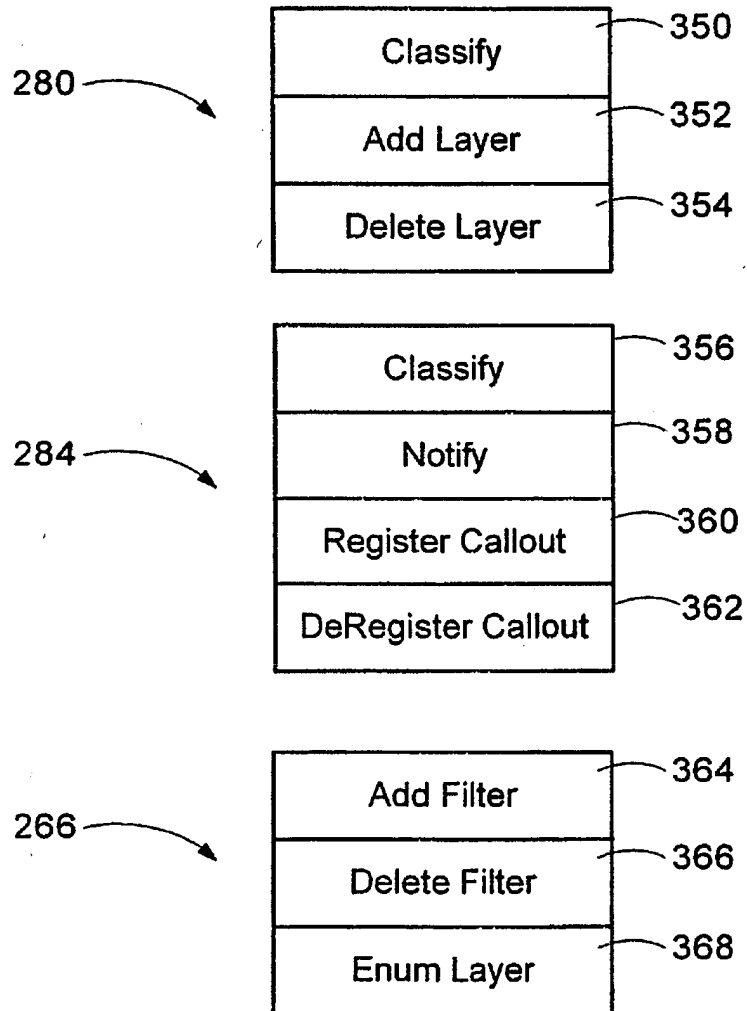 350
Classify
280
352
Add Layer
354
Delete Layer
356
Classify
358
284
Notify
360
Register Callout
362
DeRegister Callout
364
Add Filter
266
366
Delete Filter
368
Enum Layer